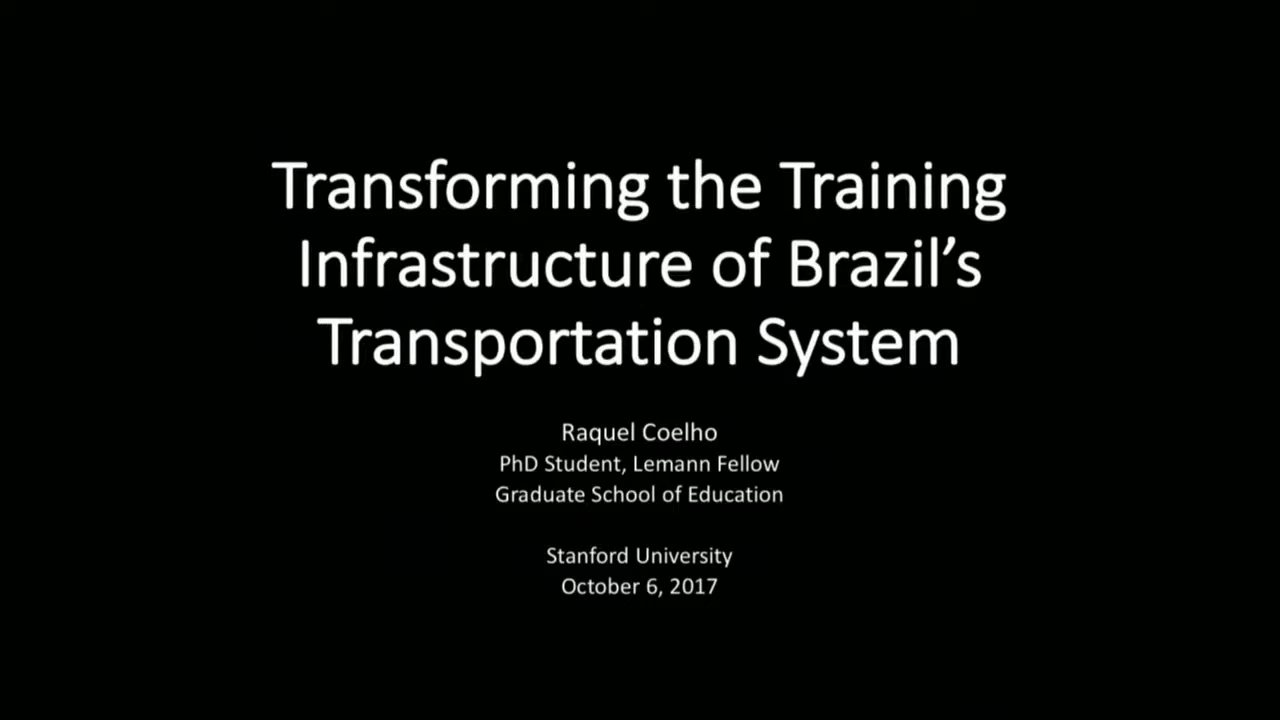 Transforming the Training
Infrastructure of Brazil’s
Transportation System
Raquel Coelho
PhD Student, Lemann Fellow
Graduate School of Education
Stanford University
October 6, 2017